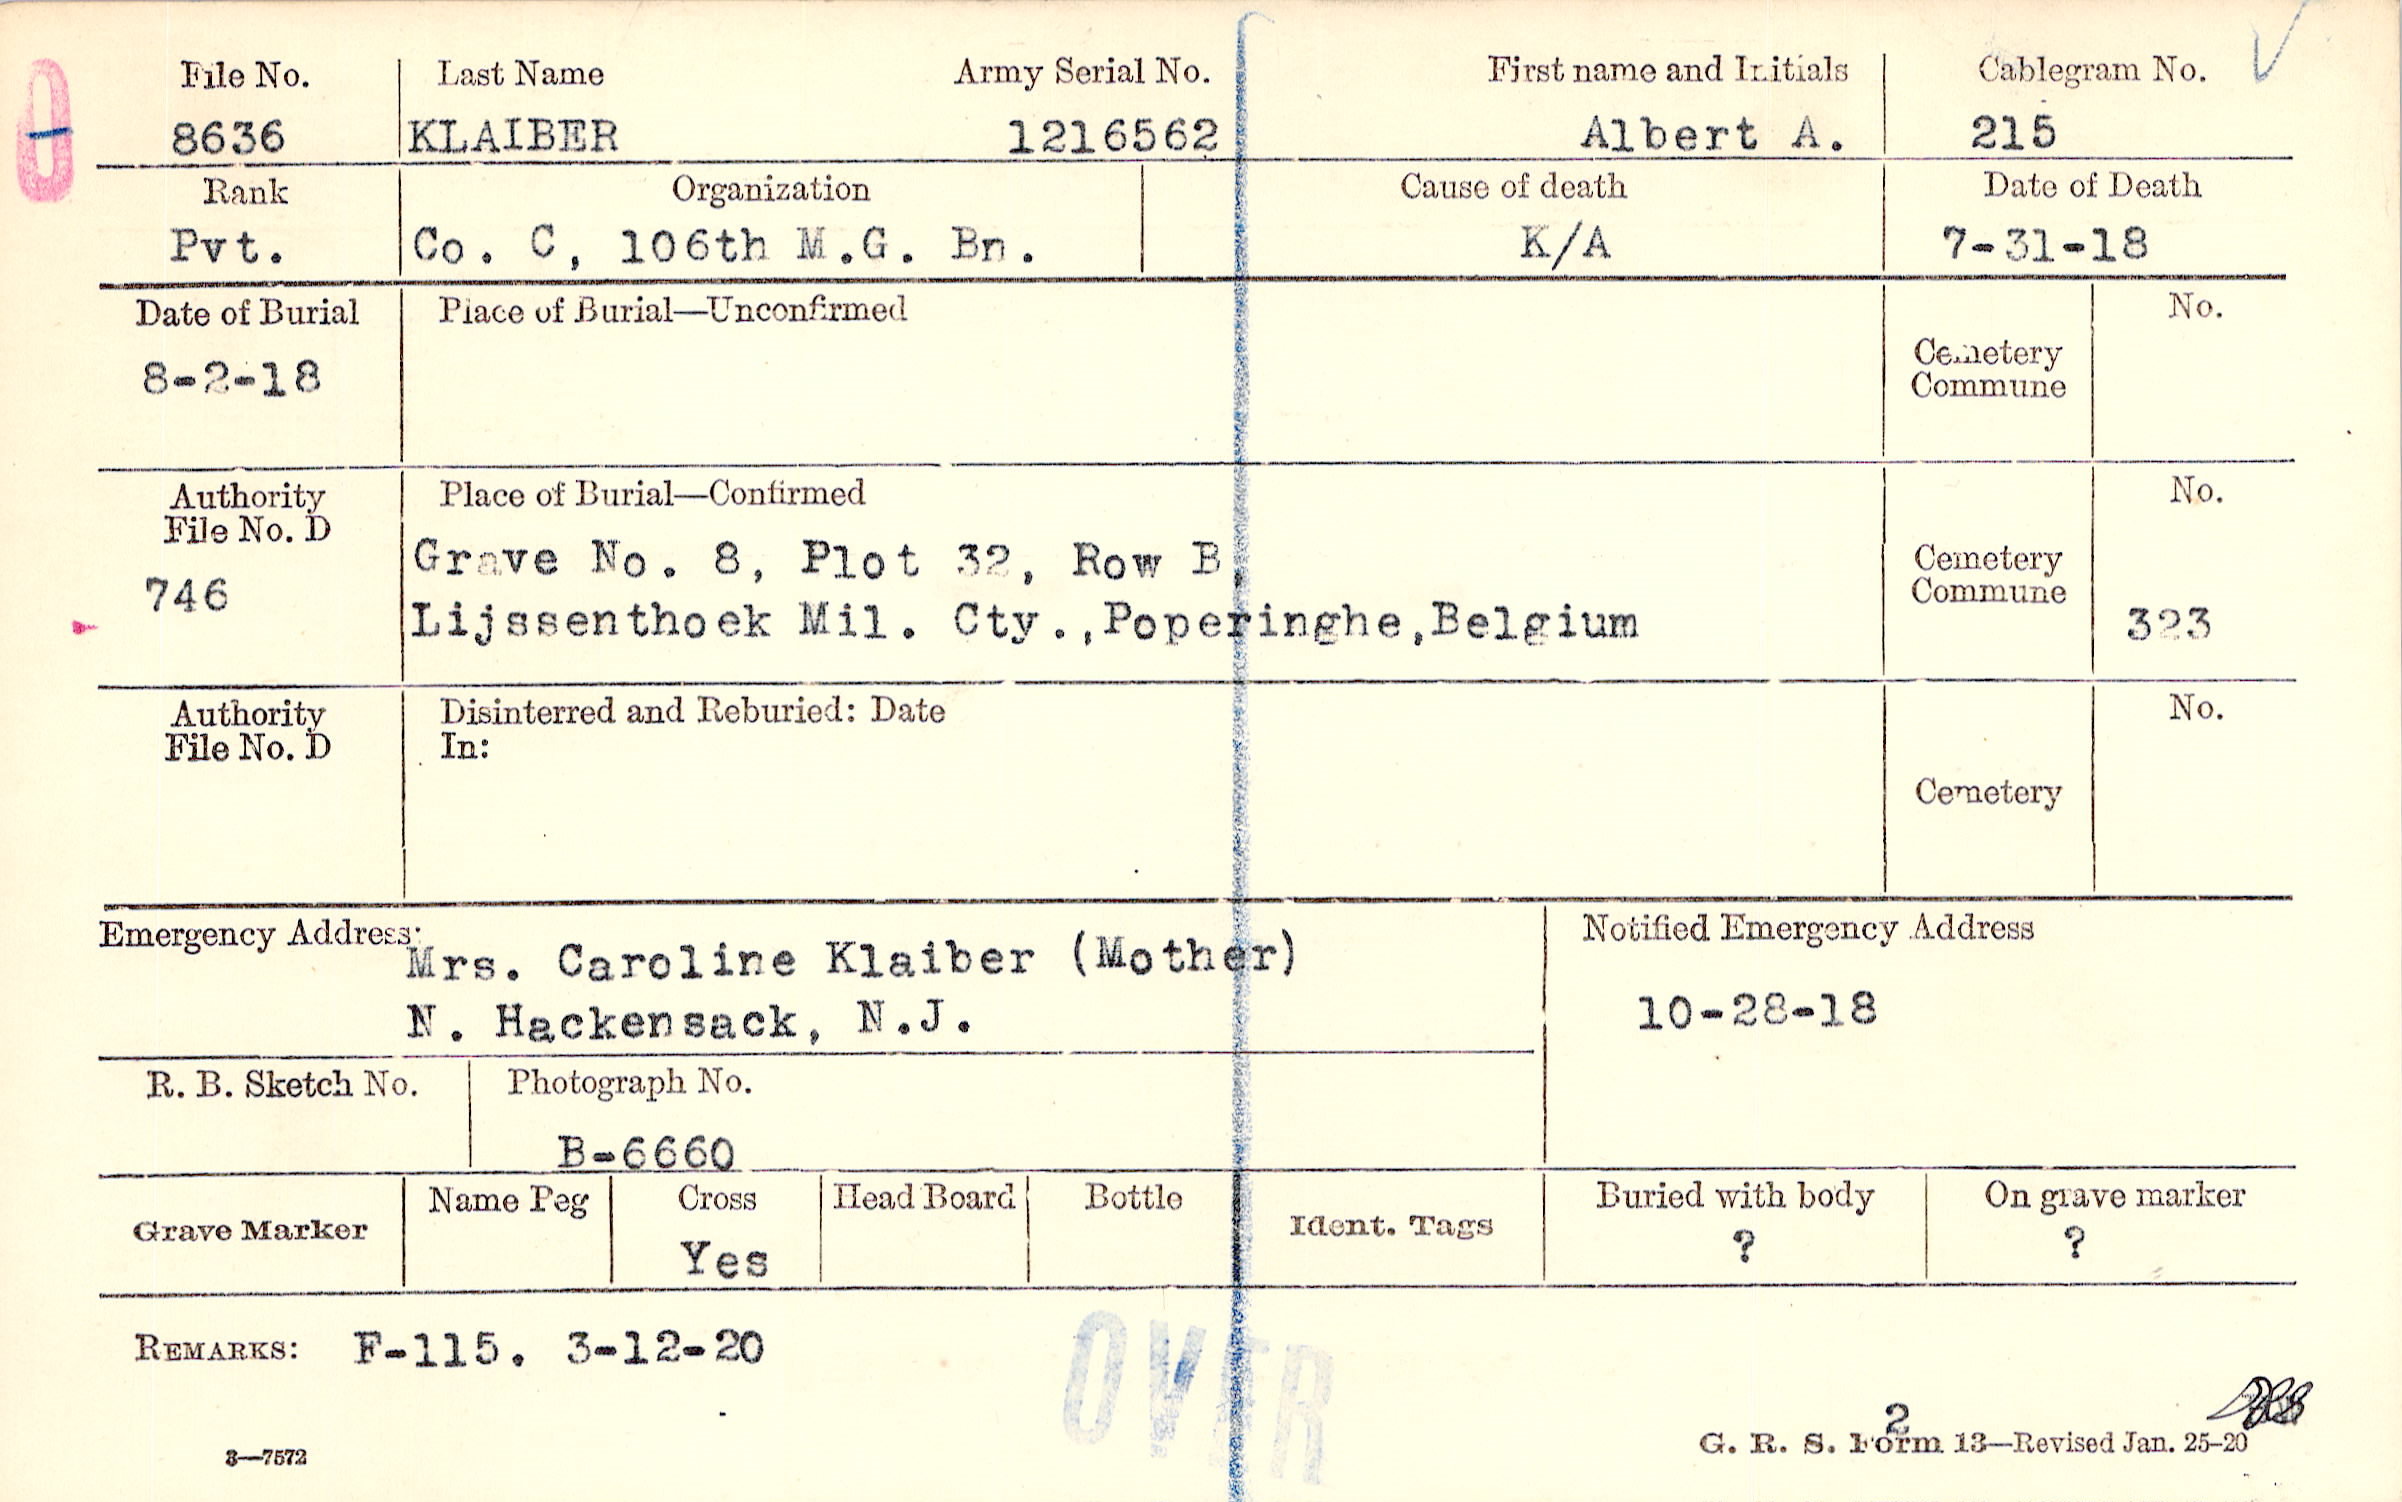 File No. Last Name Army Serial No. First name and Initials Cablegram No.
8636 KLAIBER 1216562 Albert A. 215
Rank Organization Cause of death Date of Death
Pvt. Co. C, 106th M.G. Bn. K/A 7-31-18
Date of Burial Place of Burial—Unconfirmed No.
8-2-18
Cemetery
Commune
Authority Place of Burial—Confirmed No.
File No. D
746
Grave No. 8, Plot 32, Row B,
Lijssenthoek Mil. Cty.,Poperinghe,Belgium
Cemetery
Commune
323
Authority Disinterred and Reburied: Date No.
File No. D In:
Cemetery
Emergency Address: Notified Emergency Address
Mrs. Caroline Klaiber (Mother)
N. Hackensack, N.J. 10-28-18
R. B. Sketch No. Photograph No.
B-6660
Grave Marker Name Peg Cross Head Board Bottle Ident. Tags Buried with body On grave marker
Yes ? ?
REMARKS: F-115. 3-12-20
OVER
2
3—7572 G. R. S. Form 13—Revised Jan. 25-20